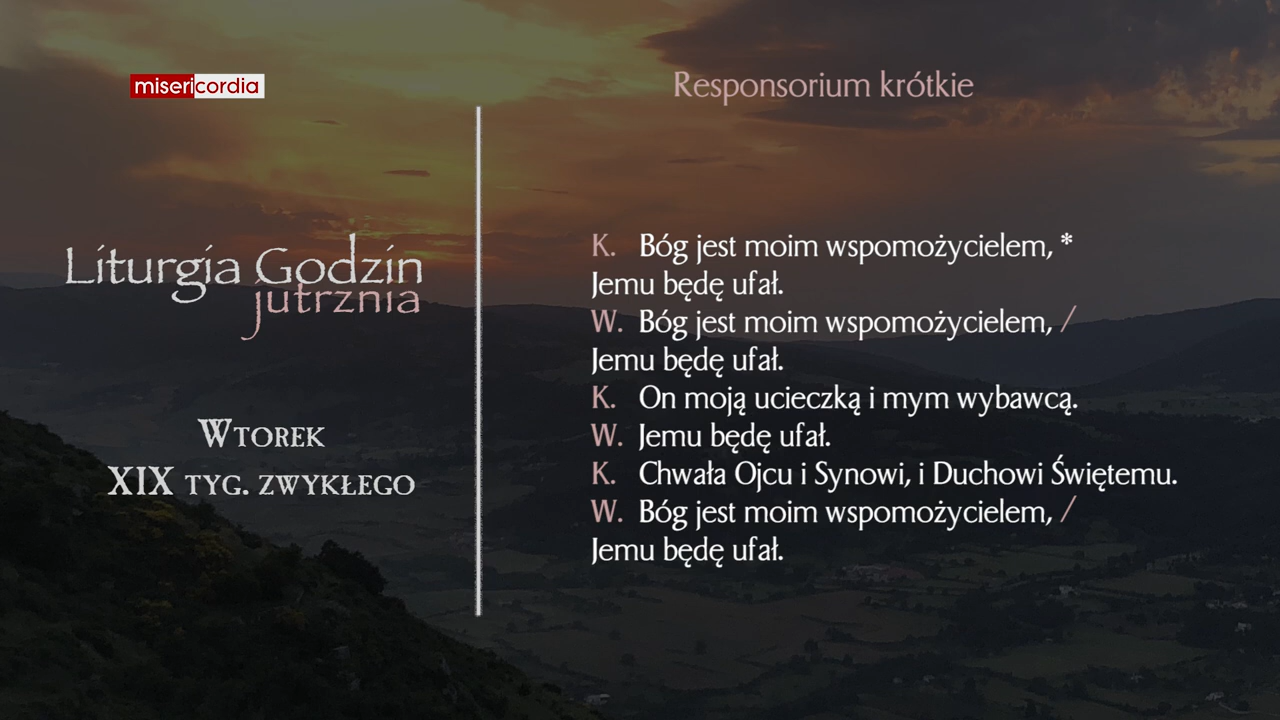 misericordia
Liturgia Godzin
jutrznia
Wtorek
XIX tyg. zwykłego
Responsorium krótkie
K. Bóg jest moim wspomożycielem, *
Jemu będę ufał.
W. Bóg jest moim wspomożycielem, /
Jemu będę ufał.
K. On moją ucieczką i mym wybawcą.
W. Jemu będę ufał.
K. Chwała Ojcu i Synowi, i Duchowi Świętemu.
W. Bóg jest moim wspomożycielem, /
Jemu będę ufał.